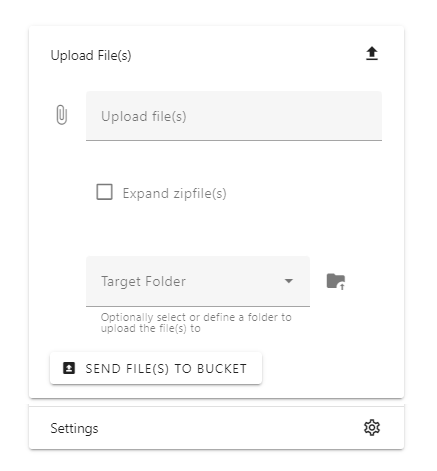 Upload File(s)
Upload file(s)
Expand zipfile(s)
Target Folder
Optionally select or define a folder to
upload the file(s) to
SEND FILE(S) TO BUCKET
Settings